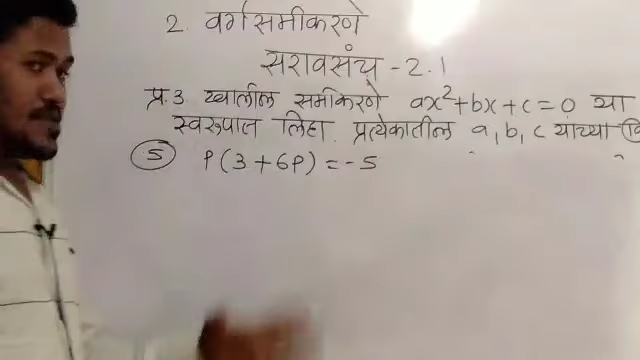 2. वर्गसमीकरणे
सरावसंच - 2.1
प्र.3. खालील समीकरणे ax²+bx+c=0 या
स्वरूपात लिहा. प्रत्येकातील a, b, c यांच्या
(5) P(3+6P) = -5